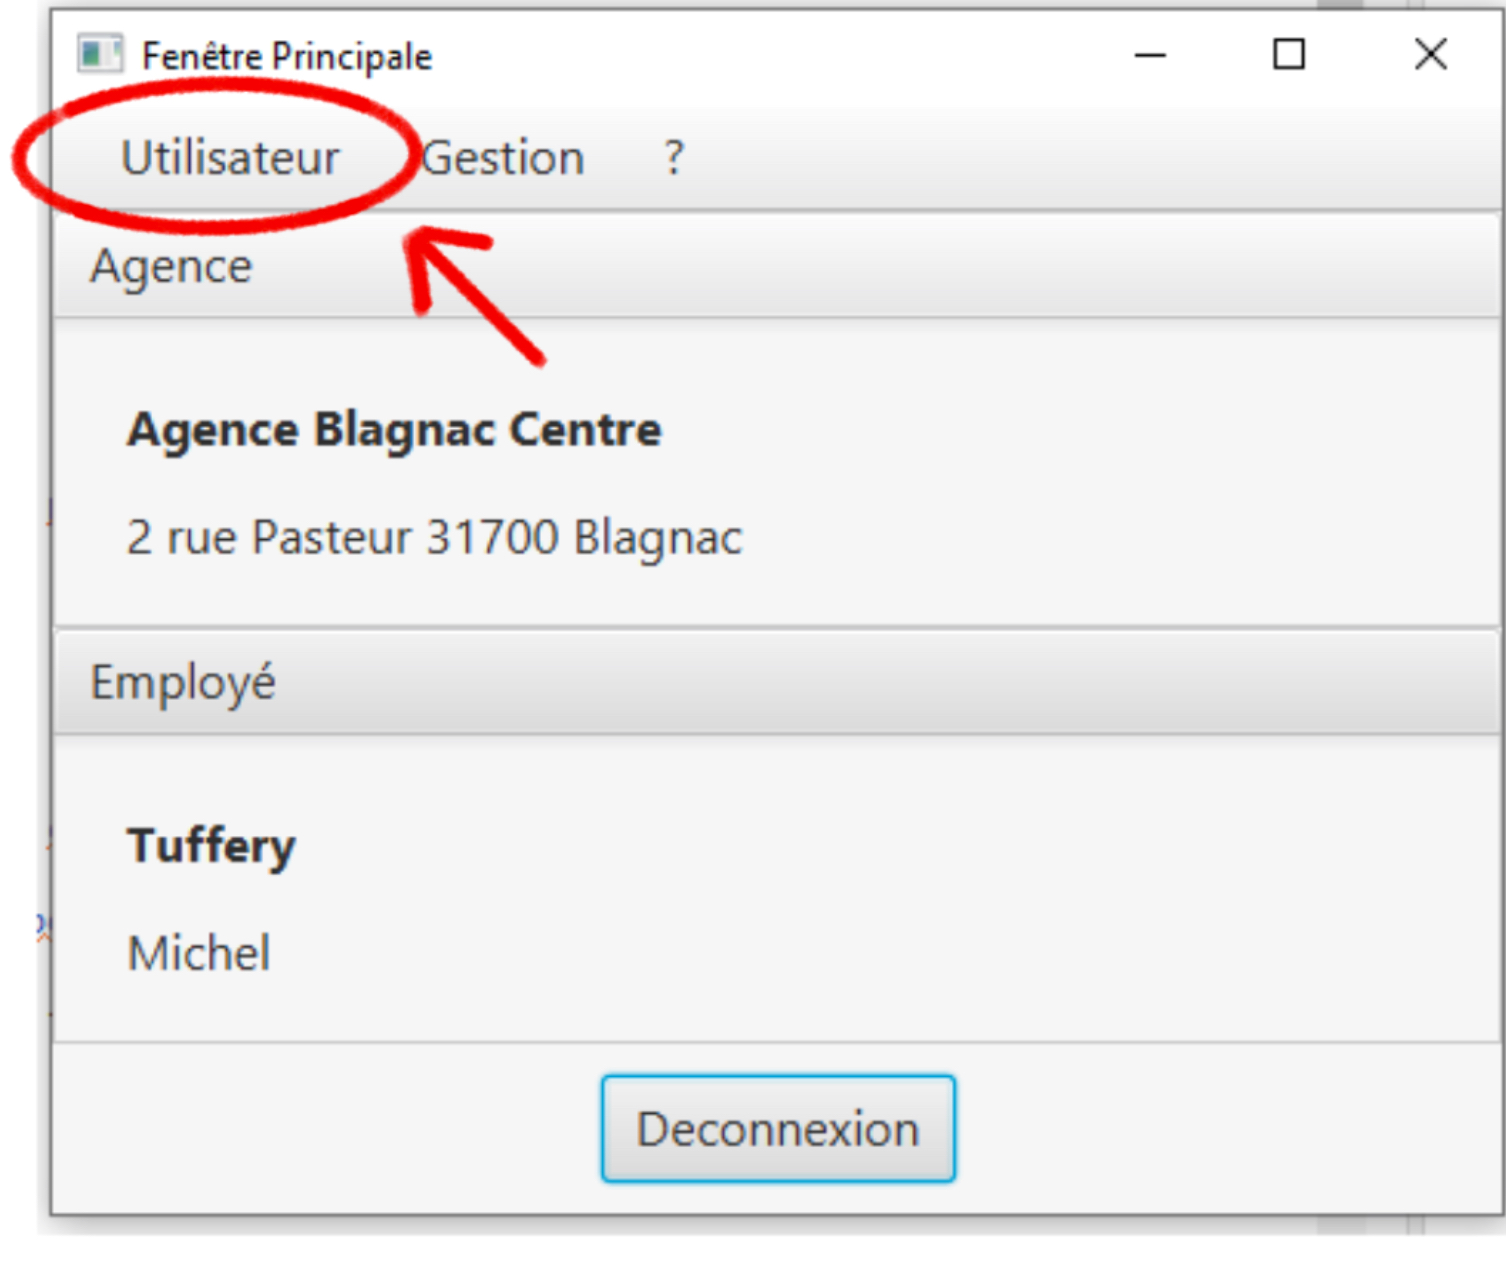 Fenêtre Principale
Utilisateur Gestion ?
Agence
Agence Blagnac Centre
2 rue Pasteur 31700 Blagnac
Employé
Tuffery
Michel
Deconnexion